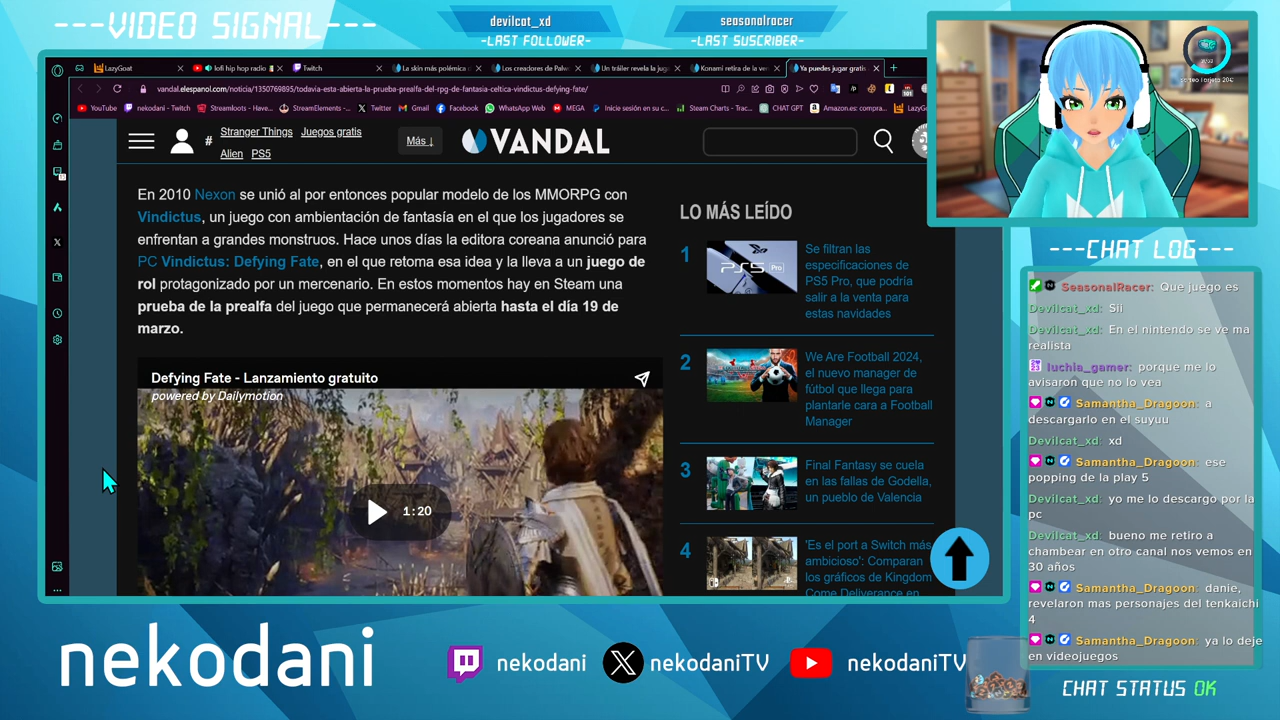 ---VIDEO SIGNAL---
devilcat_xd
-LAST FOLLOWER-
seasonalracer
-LAST SUSCRIBER-
LazyGoat
lofi hip hop radio
Twitch
La skin más polémica
Los creadores de Palw
Un tráiler revela la jug
Konami retira de la ve
Ya puedes jugar gratis
vandal.elespanol.com/noticia/1350769895/todavia-esta-abierta-la-prueba-prealfa-del-rpg-de-fantasia-celtica-vindictus-defying-fate/
YouTube
nekodani - Twitch
Streamloots - Have...
StreamElements - ...
Twitter
Gmail
Facebook
WhatsApp Web
MEGA
Inicie sesión en su c...
Steam Charts - Trac...
CHAT GPT
Amazon.es: compra...
LazyG
#
Stranger Things Juegos gratis
Alien PS5
Más ↓
VANDAL
En 2010 Nexon se unió al por entonces popular modelo de los MMORPG con
Vindictus, un juego con ambientación de fantasía en el que los jugadores se
enfrentan a grandes monstruos. Hace unos días la editora coreana anunció para
PC Vindictus: Defying Fate, en el que retoma esa idea y la lleva a un juego de
rol protagonizado por un mercenario. En estos momentos hay en Steam una
prueba de la prealfa del juego que permanecerá abierta hasta el día 19 de
marzo.
Defying Fate - Lanzamiento gratuito
powered by Dailymotion
1:20
LO MÁS LEÍDO
1
PS5 Pro
Se filtran las
especificaciones de
PS5 Pro, que podría
salir a la venta para
estas navidades
2
We Are Football 2024,
el nuevo manager de
fútbol que llega para
plantarle cara a Football
Manager
3
Final Fantasy se cuela
en las fallas de Godella,
un pueblo de Valencia
4
'Es el port a Switch más
ambicioso': Comparan
los gráficos de Kingdom
Come Deliverance en
---CHAT LOG---
SeasonalRacer: Que juego es
Devilcat_xd: Sii
Devilcat_xd: En el nintendo se ve ma
realista
luchia_gamer: porque me lo
avisaron que no lo vea
Samantha_Dragoon: a
descargarlo en el suyuu
Devilcat_xd: xd
Samantha_Dragoon: ese
popping de la play 5
Devilcat_xd: yo me lo descargo por la
pc
Devilcat_xd: bueno me retiro a
chambear en otro canal nos vemos en
30 años
Samantha_Dragoon: danie,
revelaron mas personajes del tenkaichi
4
Samantha_Dragoon: ya lo deje
en videojuegos
CHAT STATUS OK
nekodani
nekodani
nekodaniTV
nekodaniTV